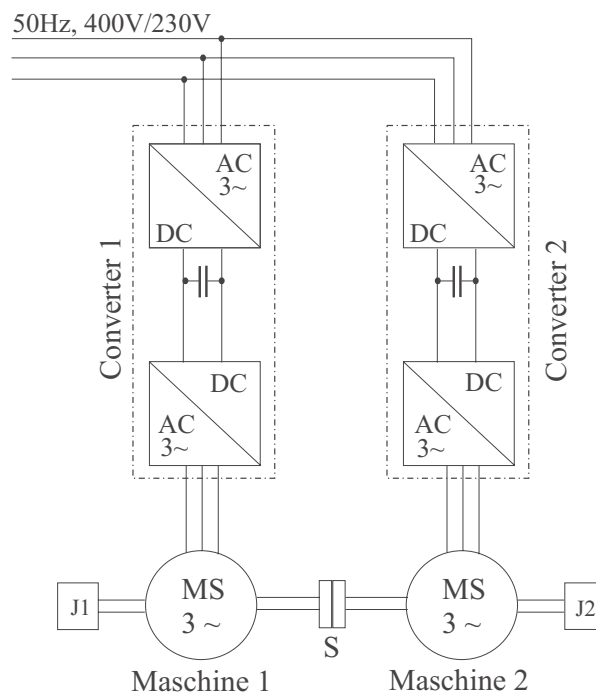 50Hz, 400V/230V
AC
3~
DC
AC
3~
DC
Converter 1
Converter 2
DC
AC
3~
DC
AC
3~
J1
MS
3 ~
S
MS
3 ~
J2
Maschine 1
Maschine 2